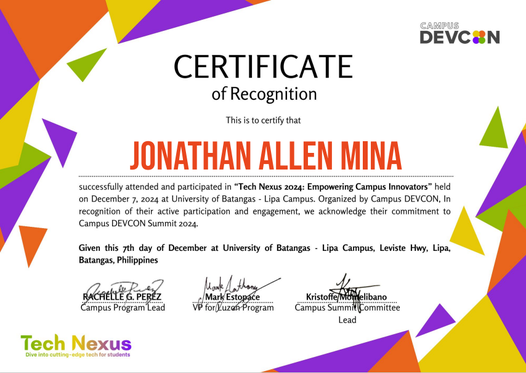 CAMPUS
DEVCON
CERTIFICATE
of Recognition
This is to certify that
JONATHAN ALLEN MINA
successfully attended and participated in "Tech Nexus 2024: Empowering Campus Innovators" held
on December 7, 2024 at University of Batangas - Lipa Campus. Organized by Campus DEVCON, In
recognition of their active participation and engagement, we acknowledge their commitment to
Campus DEVCON Summit 2024.
Given this 7th day of December at University of Batangas - Lipa Campus, Leviste Hwy, Lipa,
Batangas, Philippines
RACHELLE G. PEREZ
Campus Program Lead
Mark Estopace
VP for Luzon Program
Campus Summit Committee
Lead
Tech Nexus
Dive into cutting-edge tech for students